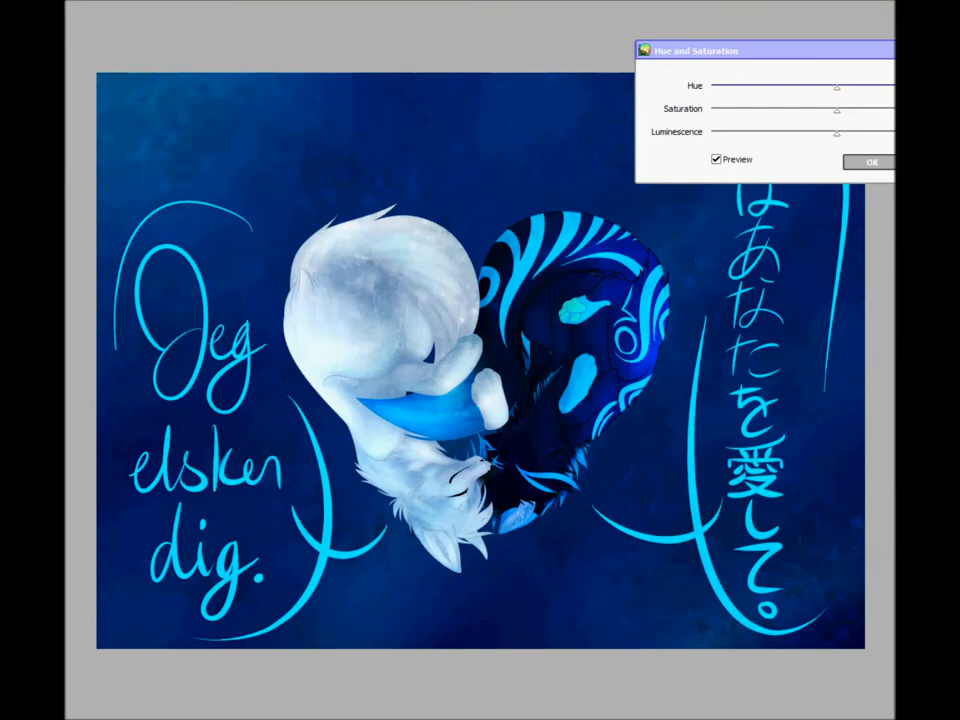 Hue and Saturation
Hue
Saturation
Luminescence
Preview
OK
Jeg
elsker
dig.
はあなたを愛して。